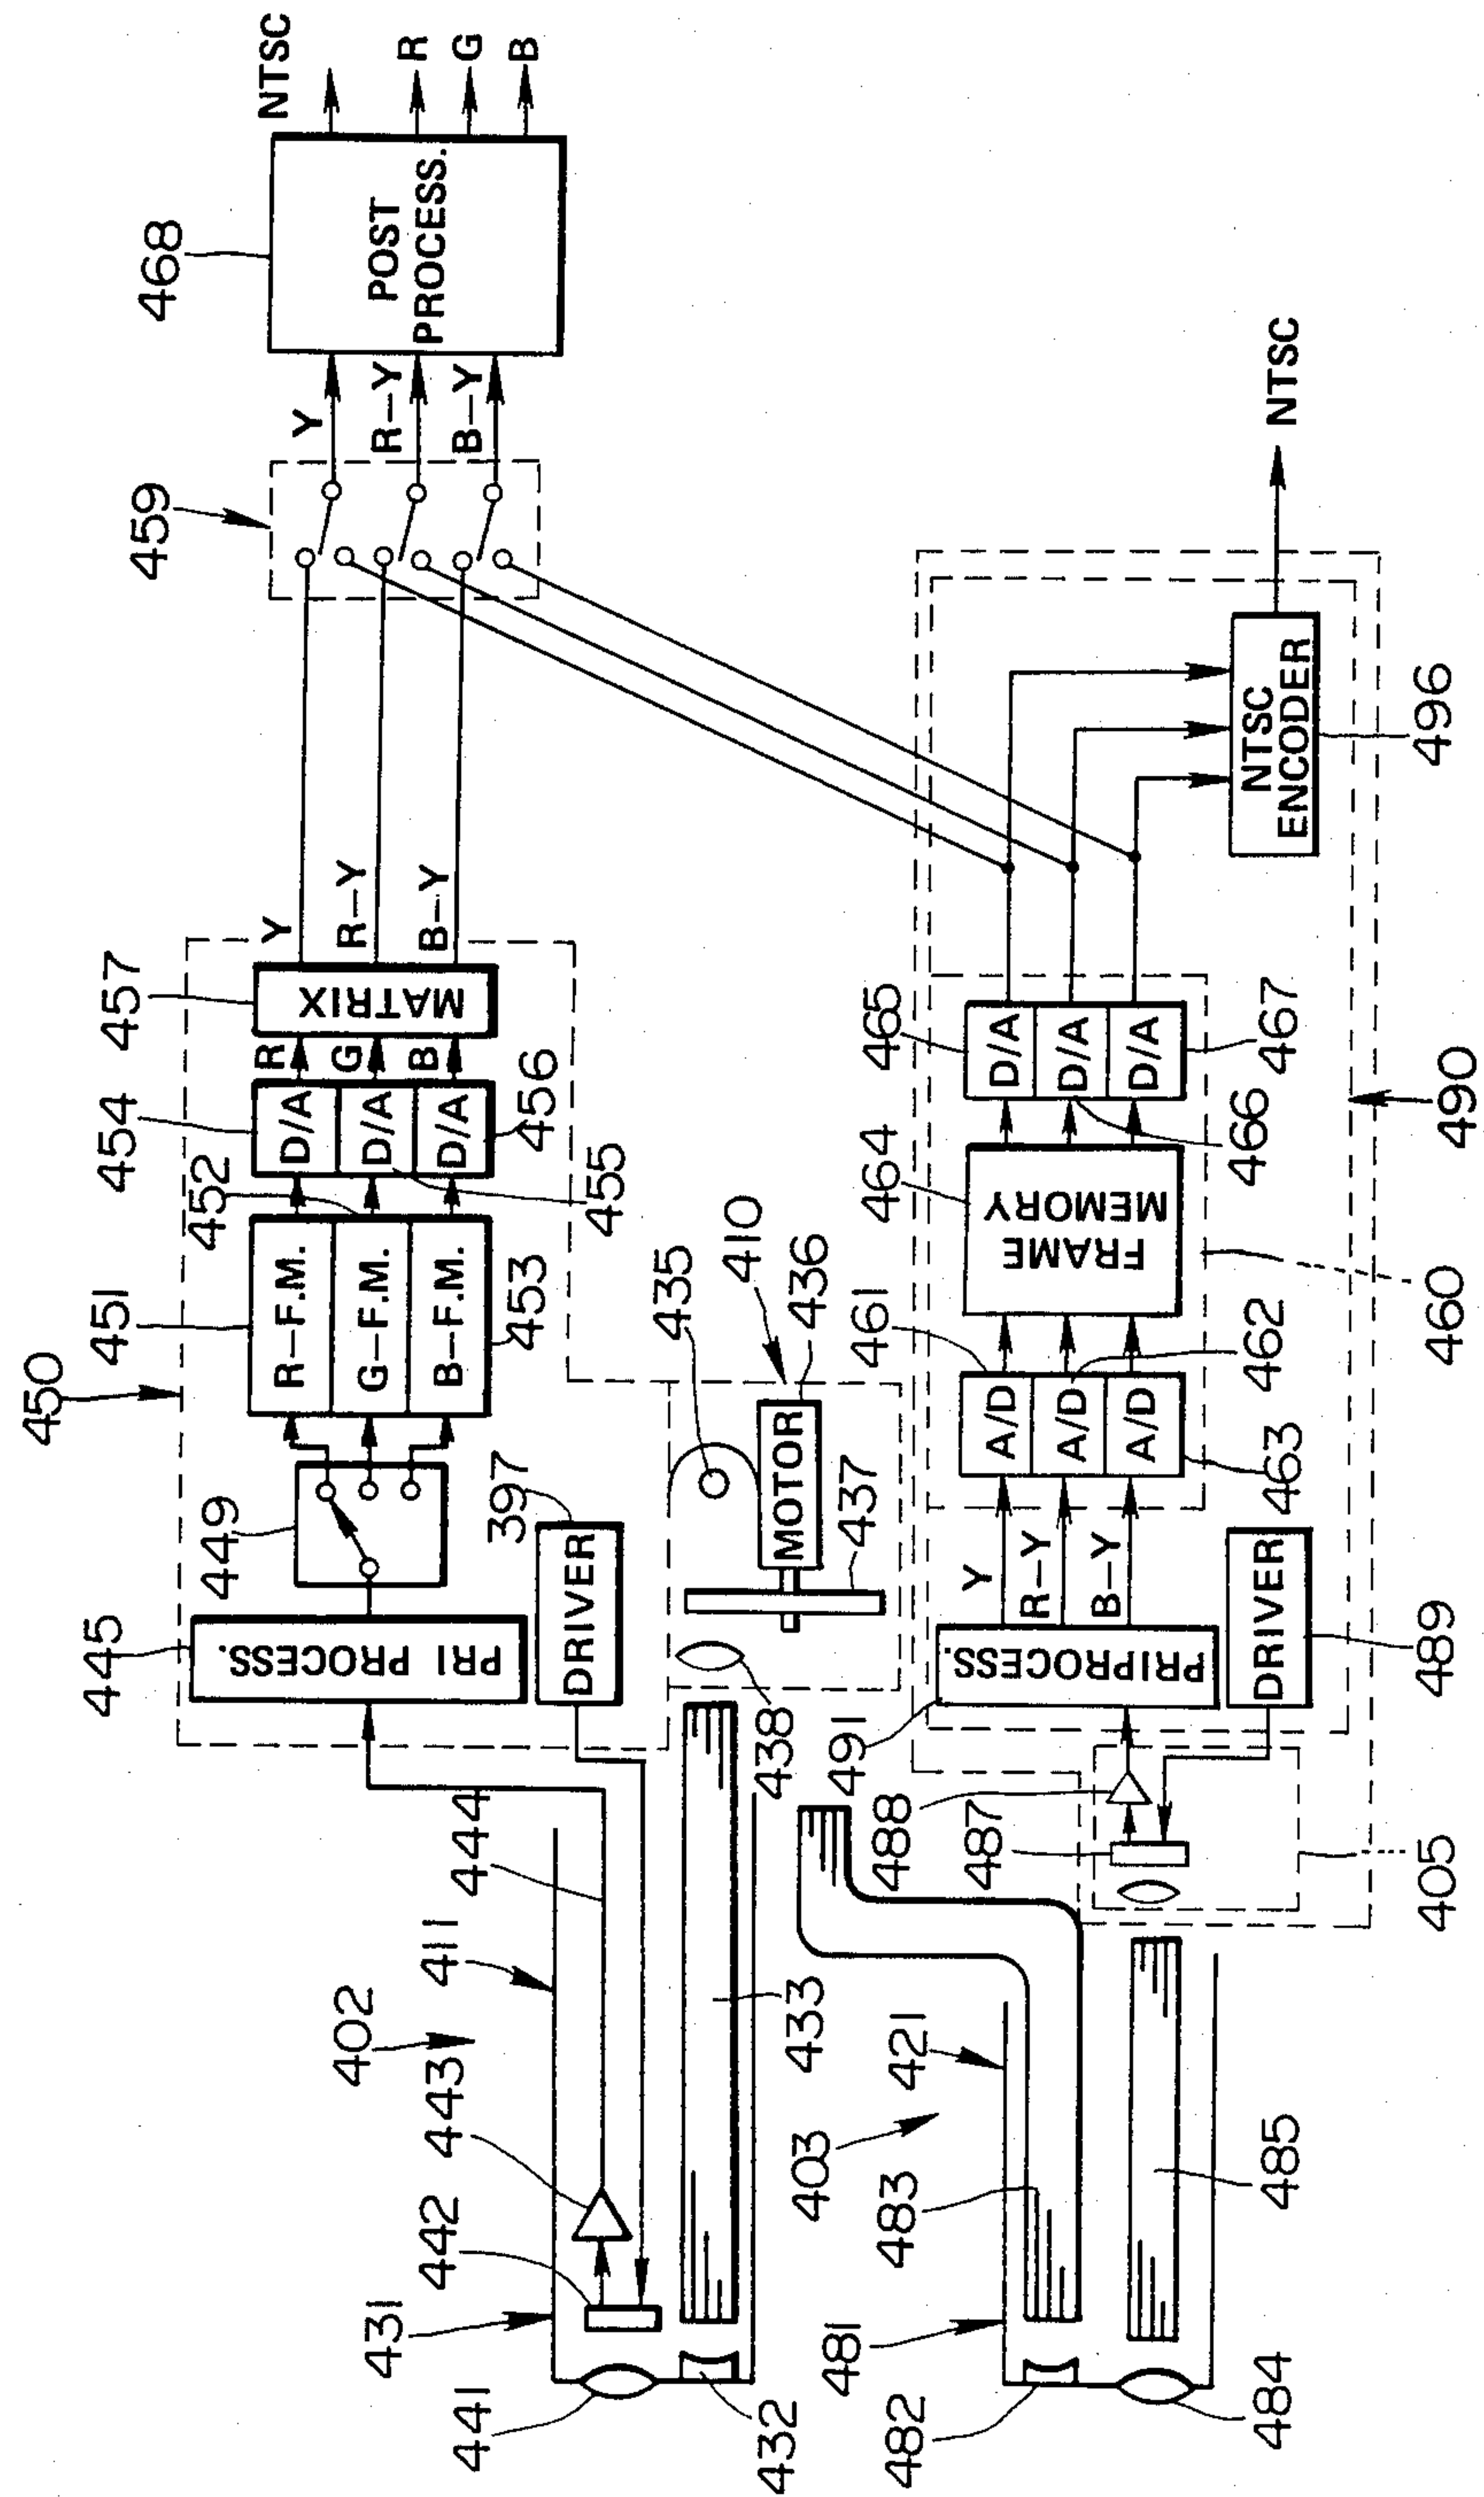 NTSC
R
G
B
468
POST
PROCESS.
Y
R-Y
B-Y
459
NTSC
457
Y
R-Y
B-Y
MATRIX
R
G
B
454
D/A
D/A
D/A
456
452
455
NTSC
ENCODER
496
450
451
R-F.M.
G-F.M.
B-F.M.
453
465
D/A
D/A
D/A
467
466
464
FRAME
MEMORY
490
460
410
435
436
MOTOR
437
438
461
A/D
A/D
A/D
462
463
449
445
PRI PROCESS.
397
DRIVER
Y
R-Y
B-Y
491
PRIPROCESS.
DRIVER
489
488
487
405
444
411
402
443
442
431
441
432
433
421
403
483
481
482
484
485